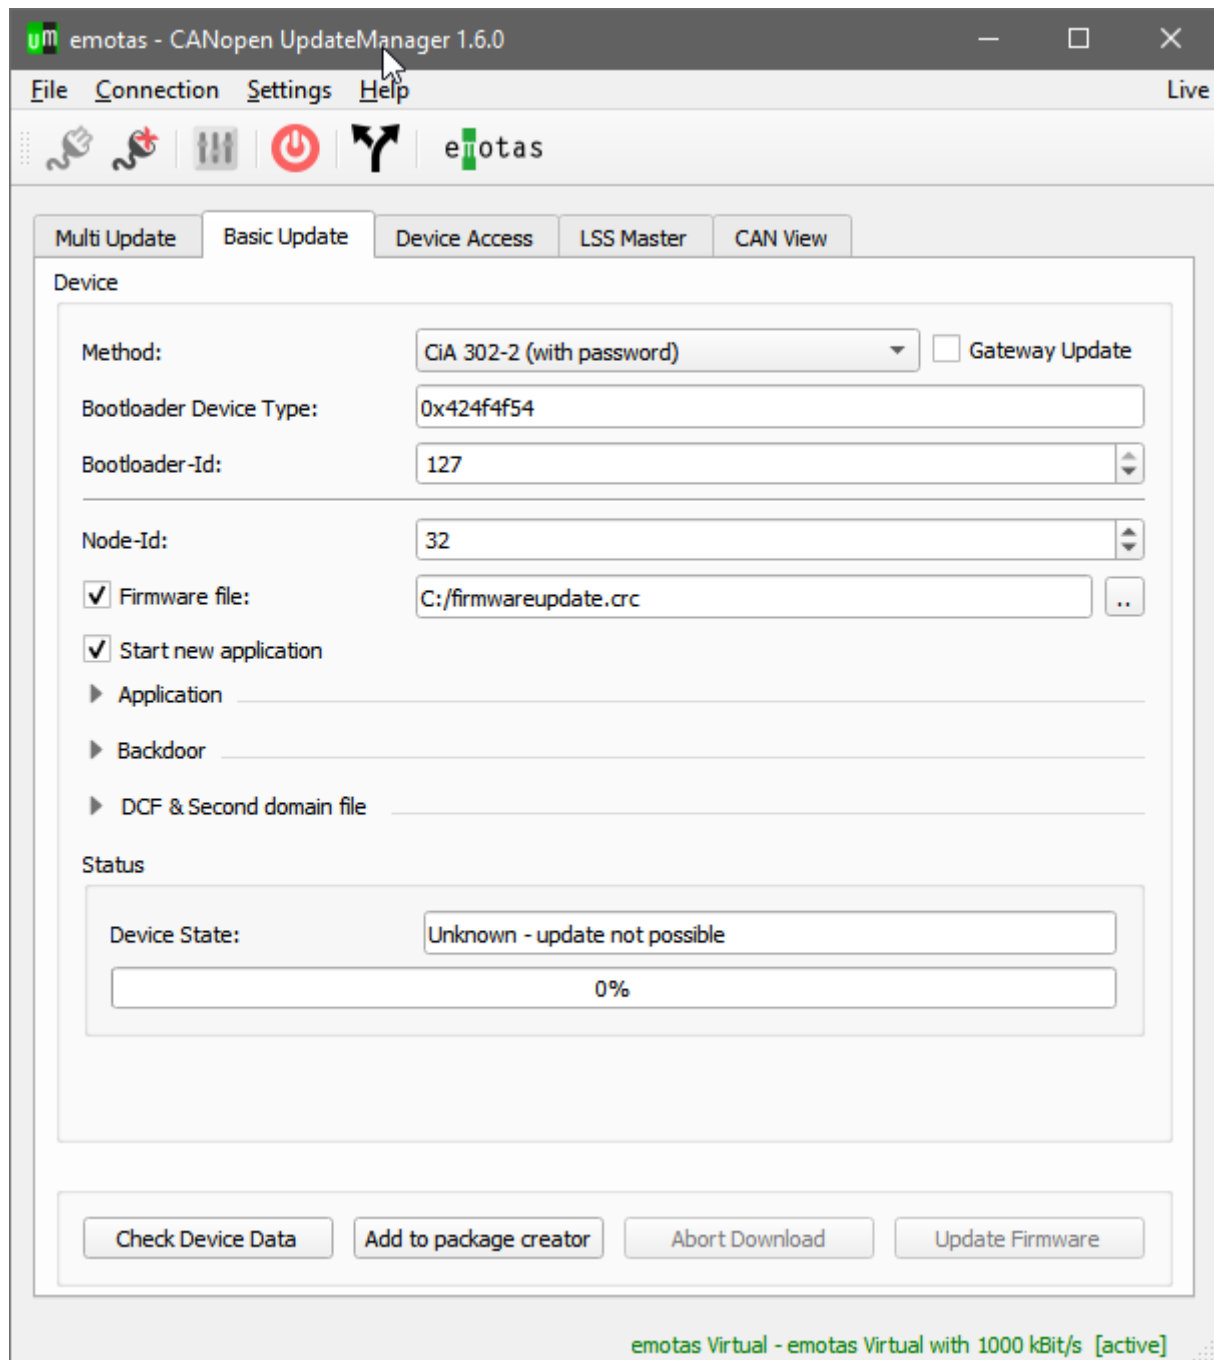 um emotas - CANopen UpdateManager 1.6.0
File Connection Settings Help Live
emotas
Multi Update Basic Update Device Access LSS Master CAN View
Device
Method: CiA 302-2 (with password) Gateway Update
Bootloader Device Type: 0x424f4f54
Bootloader-Id: 127
Node-Id: 32
Firmware file: C:/firmwareupdate.crc ..
Start new application
Application
Backdoor
DCF & Second domain file
Status
Device State: Unknown - update not possible
0%
Check Device Data Add to package creator Abort Download Update Firmware
emotas Virtual - emotas Virtual with 1000 kBit/s [active]